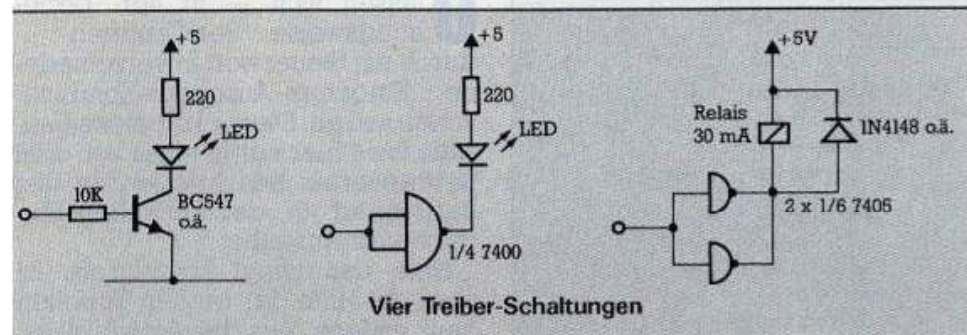 +5
220
LED
10K
BC547
o.ä.
+5
220
LED
1/4 7400
+5V
Relais
30 mA
1N4148 o.ä.
2 x 1/6 7405
Vier Treiber-Schaltungen